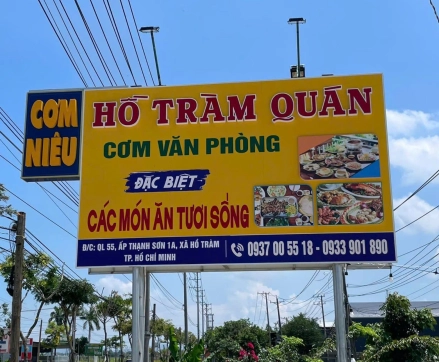 CƠM
NIÊU
HỒ TRÀM QUÁN
CƠM VĂN PHÒNG
ĐẶC BIỆT
CÁC MÓN ĂN TƯƠI SỐNG
Đ/C: QL 55, ẤP THẠNH SƠN 1A, XÃ HỒ TRÀM
TP. HỒ CHÍ MINH
0937 00 55 18 - 0933 901 890